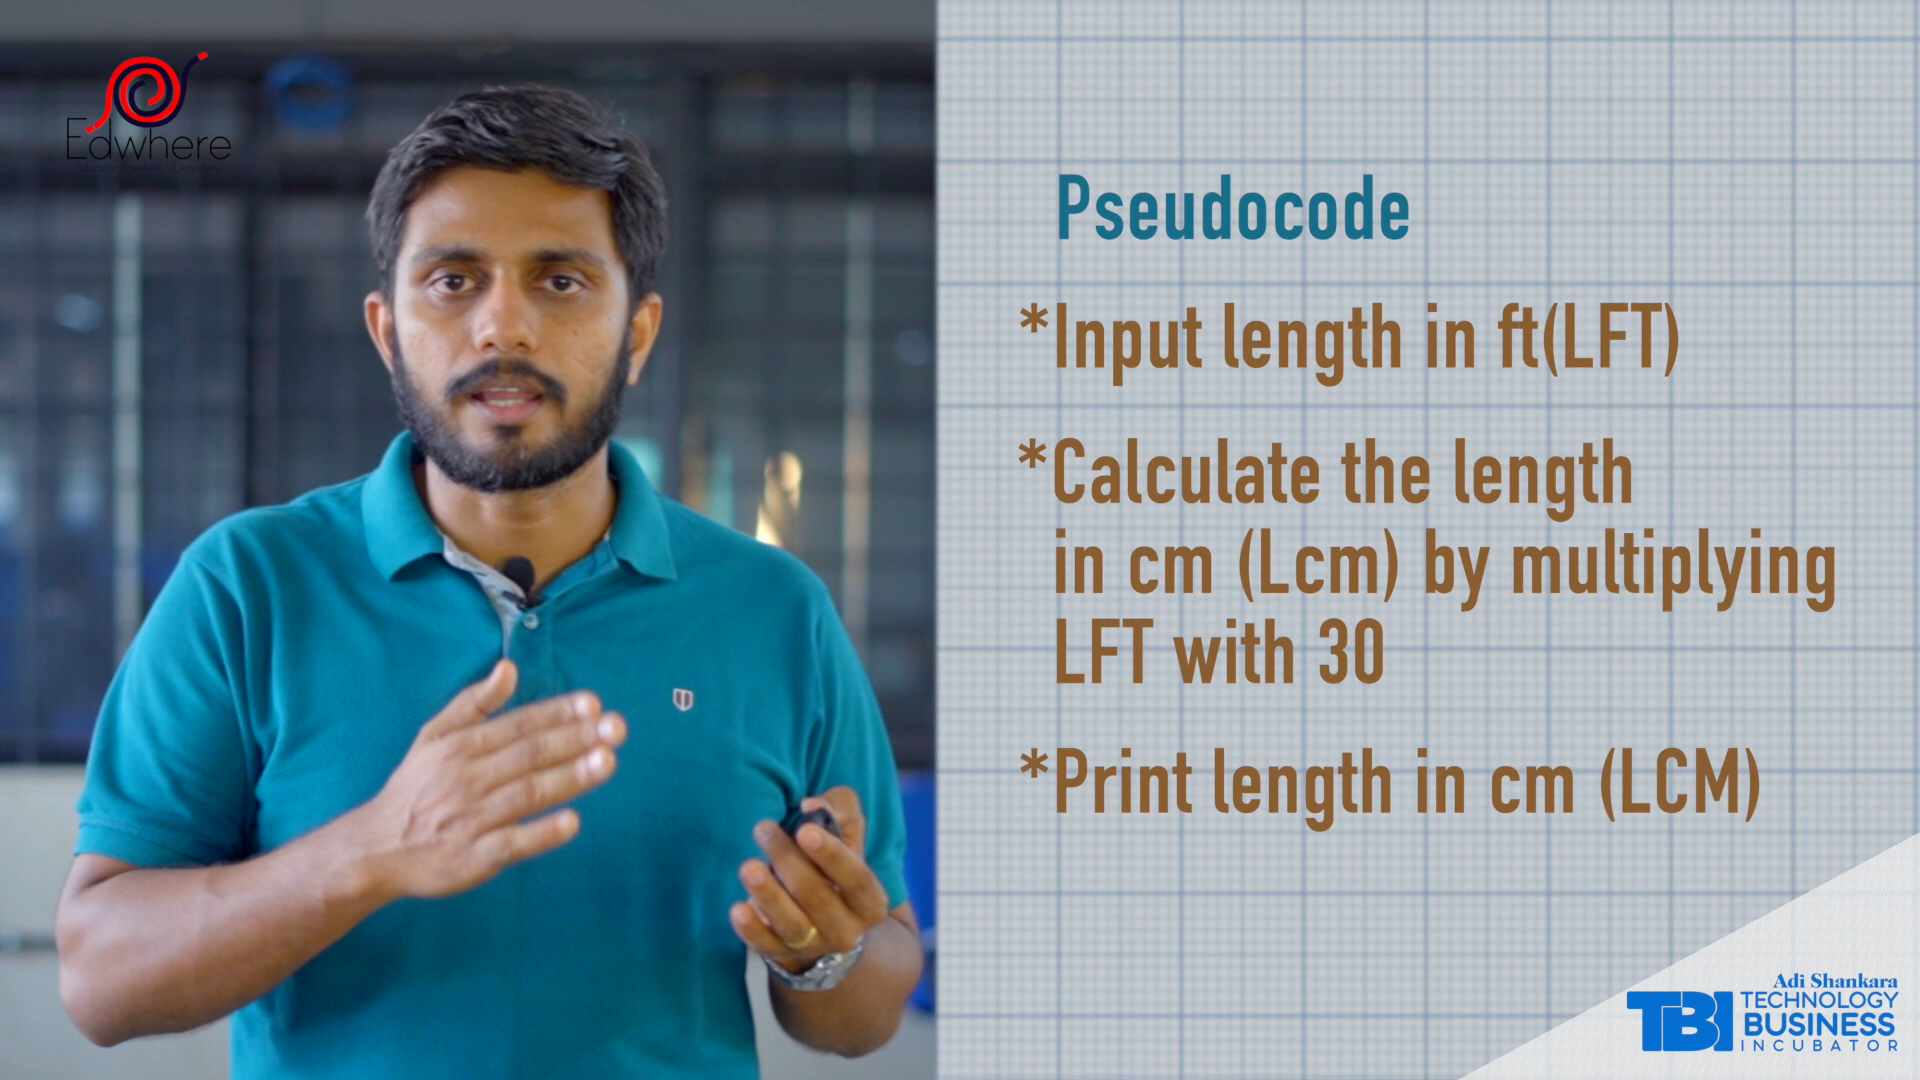 Edwhere
Pseudocode
*Input length in ft(LFT)
*Calculate the length
in cm (Lcm) by multiplying
LFT with 30
*Print length in cm (LCM)
Adi Shankara
TBI TECHNOLOGY
BUSINESS
INCUBATOR